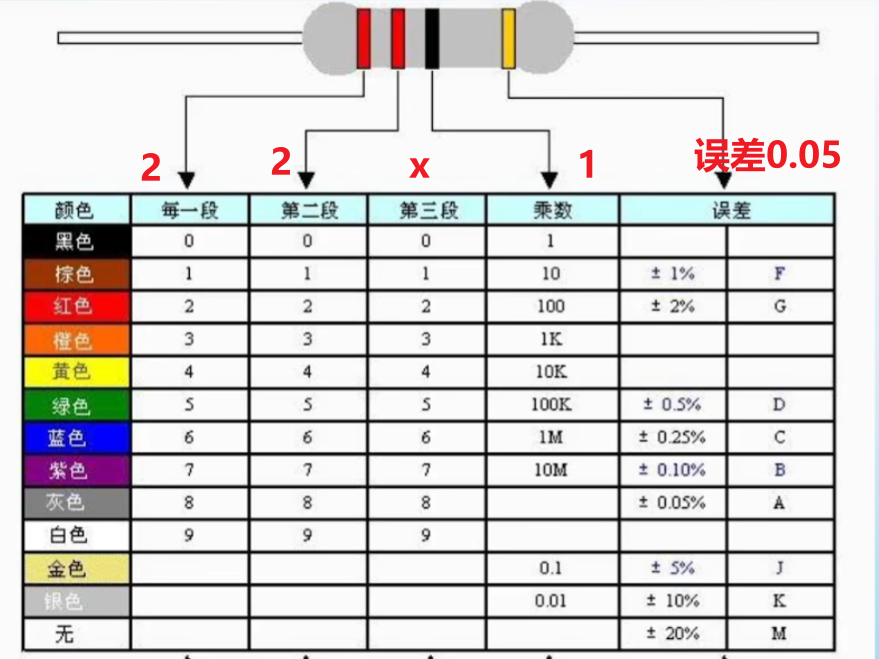 2 2 x 1 误差0.05
颜色 每一段 第二段 第三段 乘数 误差
黑色 0 0 0 1
棕色 1 1 1 10 ± 1% F
红色 2 2 2 100 ± 2% G
橙色 3 3 3 1K
黄色 4 4 4 10K
绿色 5 5 5 100K ± 0.5% D
蓝色 6 6 6 1M ± 0.25% C
紫色 7 7 7 10M ± 0.10% B
灰色 8 8 8 ± 0.05% A
白色 9 9 9
金色 0.1 ± 5% J
银色 0.01 ± 10% K
无 ± 20% M